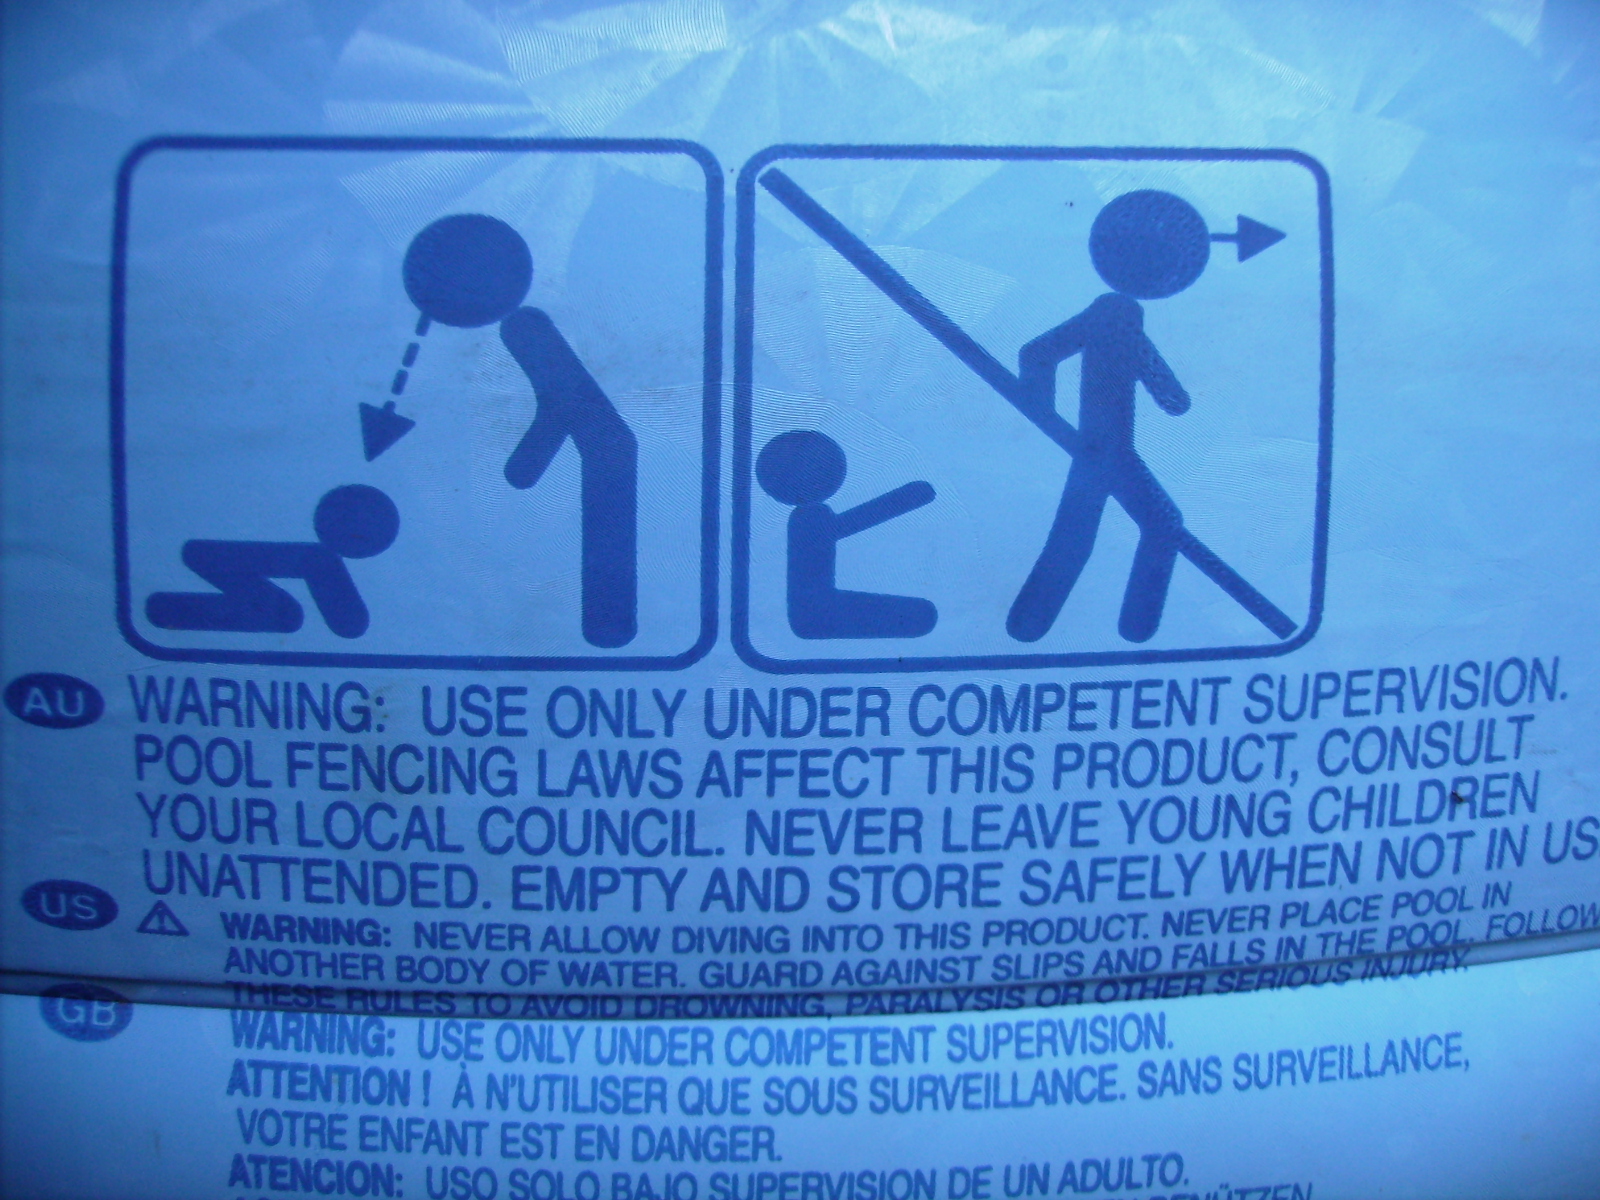 AU WARNING: USE ONLY UNDER COMPETENT SUPERVISION.
POOL FENCING LAWS AFFECT THIS PRODUCT, CONSULT
YOUR LOCAL COUNCIL. NEVER LEAVE YOUNG CHILDREN
UNATTENDED. EMPTY AND STORE SAFELY WHEN NOT IN US
US WARNING: NEVER ALLOW DIVING INTO THIS PRODUCT. NEVER PLACE POOL IN
ANOTHER BODY OF WATER. GUARD AGAINST SLIPS AND FALLS IN THE POOL. FOLLOW
THESE RULES TO AVOID DROWNING, PARALYSIS OR OTHER SERIOUS INJURY.
GB WARNING: USE ONLY UNDER COMPETENT SUPERVISION.
ATTENTION ! À N'UTILISER QUE SOUS SURVEILLANCE. SANS SURVEILLANCE,
VOTRE ENFANT EST EN DANGER.
ATENCION: USO SOLO BAJO SUPERVISION DE UN ADULTO.